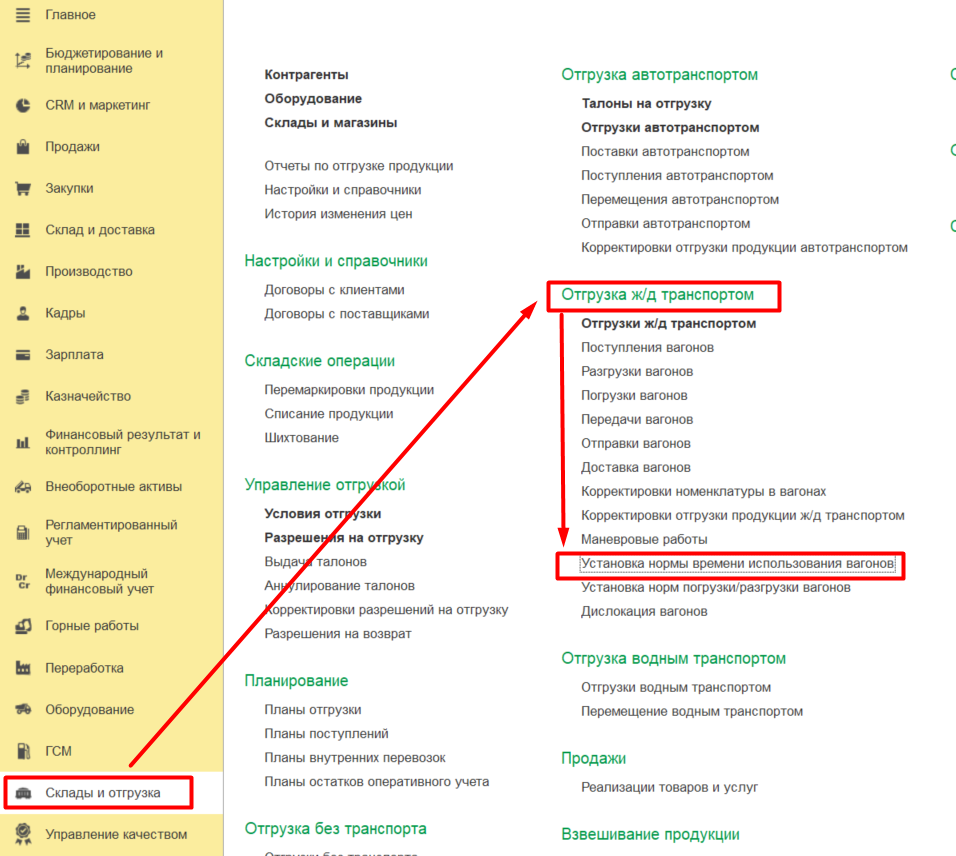 Главное
Бюджетирование и
планирование
CRM и маркетинг
Продажи
Закупки
Склад и доставка
Производство
Кадры
Зарплата
Казначейство
Финансовый результат и
контроллинг
Внеоборотные активы
Регламентированный
учет
Международный
финансовый учет
Горные работы
Переработка
Оборудование
ГСМ
Склады и отгрузка
Управление качеством
Контрагенты
Оборудование
Склады и магазины
Отчеты по отгрузке продукции
Настройки и справочники
История изменения цен
Настройки и справочники
Договоры с клиентами
Договоры с поставщиками
Складские операции
Перемаркировки продукции
Списание продукции
Шихтование
Управление отгрузкой
Условия отгрузки
Разрешения на отгрузку
Выдача талонов
Аннулирование талонов
Корректировки разрешений на отгрузку
Разрешения на возврат
Планирование
Планы отгрузки
Планы поступлений
Планы внутренних перевозок
Планы остатков оперативного учета
Отгрузка без транспорта
Отгрузка автотранспортом
Талоны на отгрузку
Отгрузки автотранспортом
Поставки автотранспортом
Поступления автотранспортом
Перемещения автотранспортом
Отправки автотранспортом
Корректировки отгрузки продукции автотранспортом
Отгрузка ж/д транспортом
Отгрузки ж/д транспортом
Поступления вагонов
Разгрузки вагонов
Погрузки вагонов
Передачи вагонов
Отправки вагонов
Доставка вагонов
Корректировки номенклатуры в вагонах
Корректировки отгрузки продукции ж/д транспортом
Маневровые работы
Установка нормы времени использования вагонов
Установка норм погрузки/разгрузки вагонов
Дислокация вагонов
Отгрузка водным транспортом
Отгрузки водным транспортом
Перемещение водным транспортом
Продажи
Реализации товаров и услуг
Взвешивание продукции